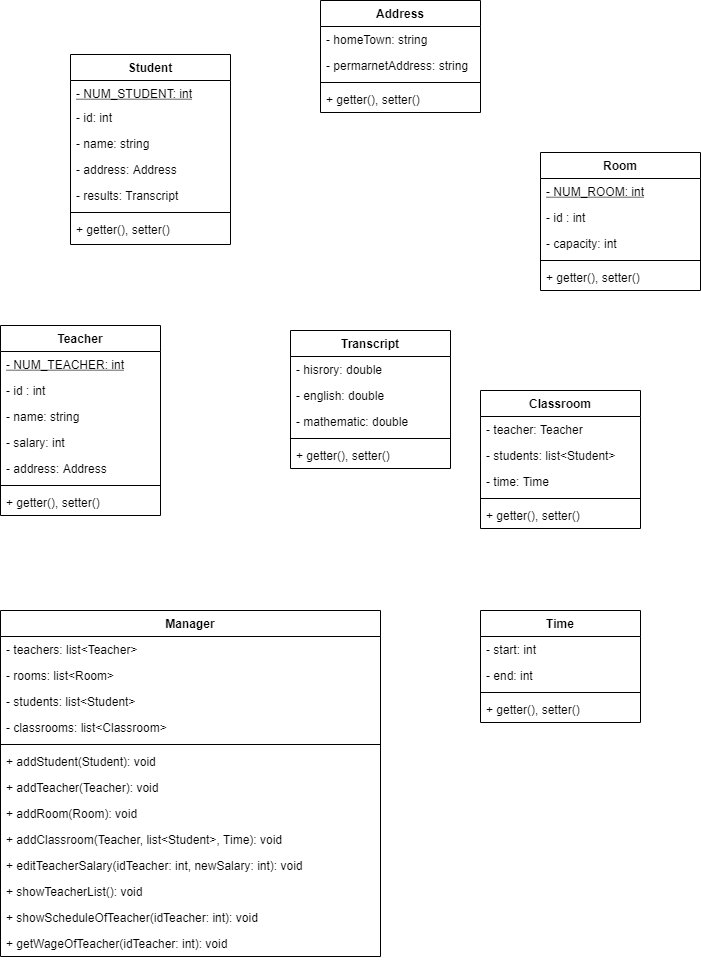 Address
- homeTown: string
- permarnetAddress: string
+ getter(), setter()
Student
- NUM_STUDENT: int
- id: int
- name: string
- address: Address
- results: Transcript
+ getter(), setter()
Room
- NUM_ROOM: int
- id : int
- capacity: int
+ getter(), setter()
Teacher
- NUM_TEACHER: int
- id : int
- name: string
- salary: int
- address: Address
+ getter(), setter()
Transcript
- hisrory: double
- english: double
- mathematic: double
+ getter(), setter()
Classroom
- teacher: Teacher
- students: list<Student>
- time: Time
+ getter(), setter()
Manager
- teachers: list<Teacher>
- rooms: list<Room>
- students: list<Student>
- classrooms: list<Classroom>
+ addStudent(Student): void
+ addTeacher(Teacher): void
+ addRoom(Room): void
+ addClassroom(Teacher, list<Student>, Time): void
+ editTeacherSalary(idTeacher: int, newSalary: int): void
+ showTeacherList(): void
+ showScheduleOfTeacher(idTeacher: int): void
+ getWageOfTeacher(idTeacher: int): void
Time
- start: int
- end: int
+ getter(), setter()